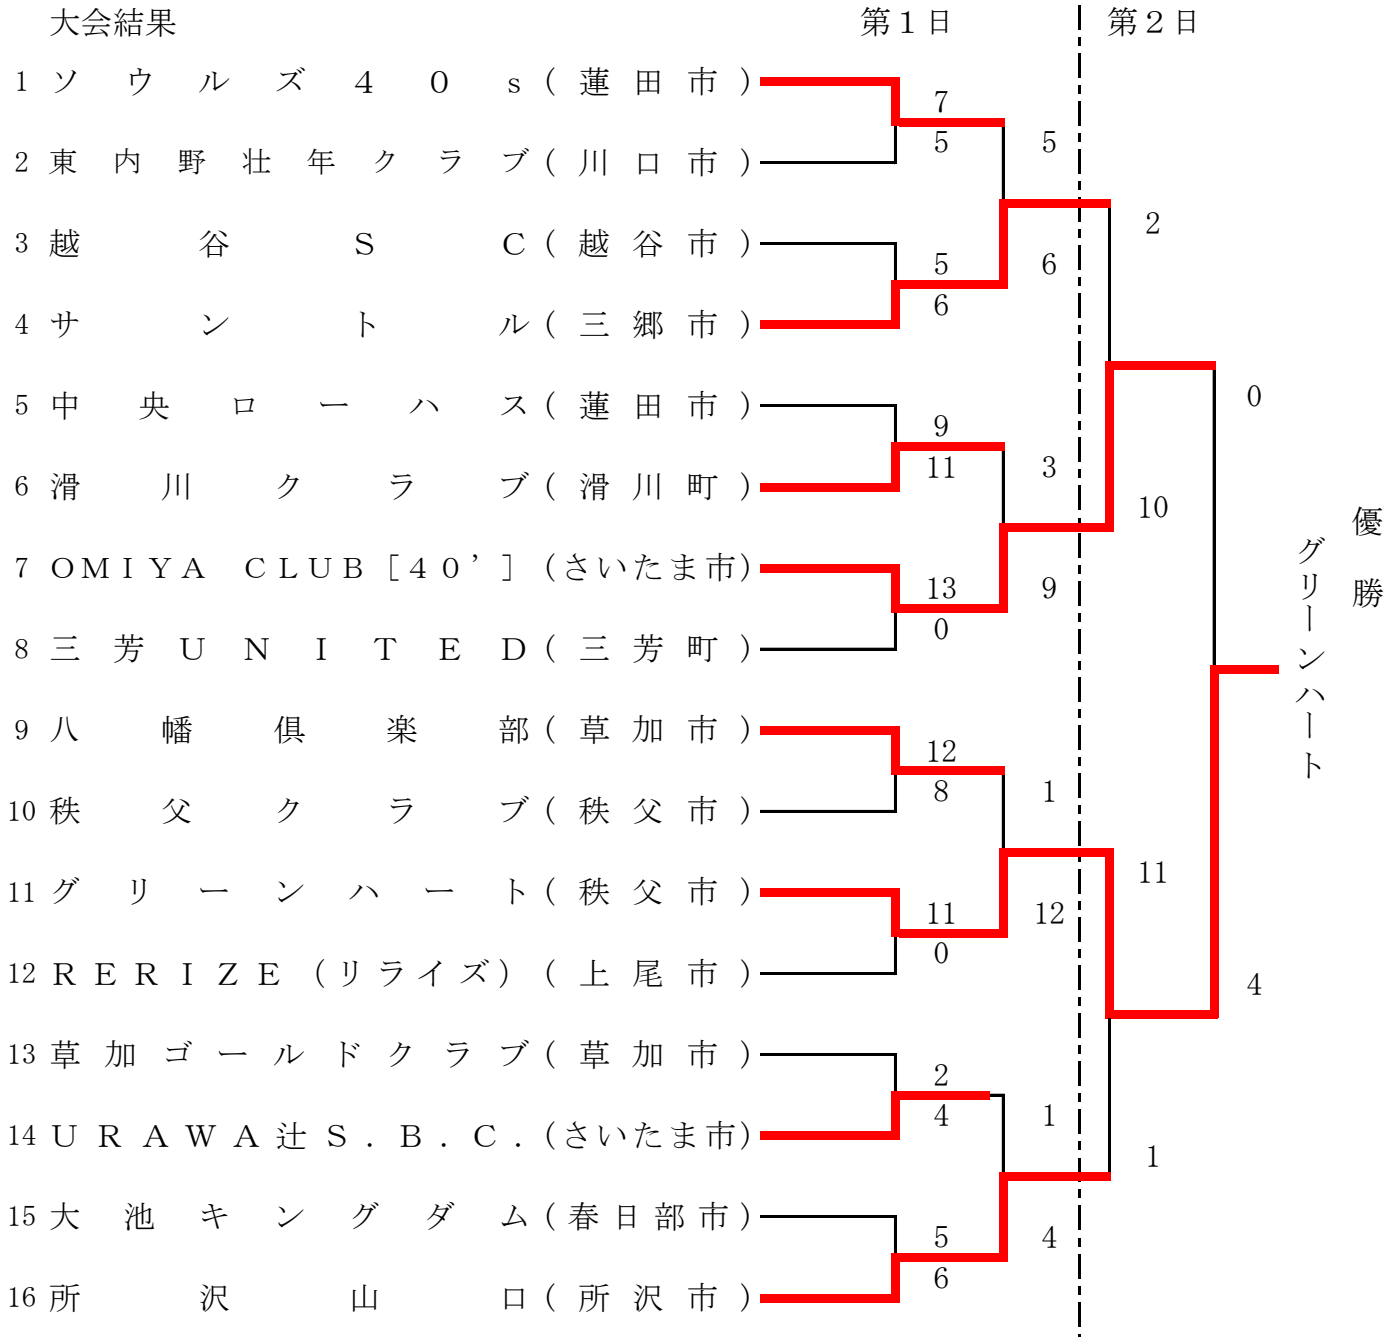 大会結果 第１日 第２日
1 ソウルズ４０ｓ(蓮田市)
7
5 5
2 東内野壮年クラブ(川口市)
2
3 越谷ＳＣ(越谷市)
5 6
6
4 サントル(三郷市)
0
5 中央ローハス(蓮田市)
9
11 3
6 滑川クラブ(滑川町)
10
7 ＯＭＩＹＡ ＣＬＵＢ［４０’］(さいたま市)
13 9
0
8 三芳ＵＮＩＴＥＤ(三芳町)
優勝
グリーンハート
9 八幡倶楽部(草加市)
12
8 1
10 秩父クラブ(秩父市)
11
11 グリーンハート(秩父市)
11 12
0
12 ＲＥＲＩＺＥ（リライズ）(上尾市)
4
13 草加ゴールドクラブ(草加市)
2
4 1
14 ＵＲＡＷＡ辻Ｓ．Ｂ．Ｃ．(さいたま市)
1
15 大池キングダム(春日部市)
5 4
6
16 所沢山口(所沢市)